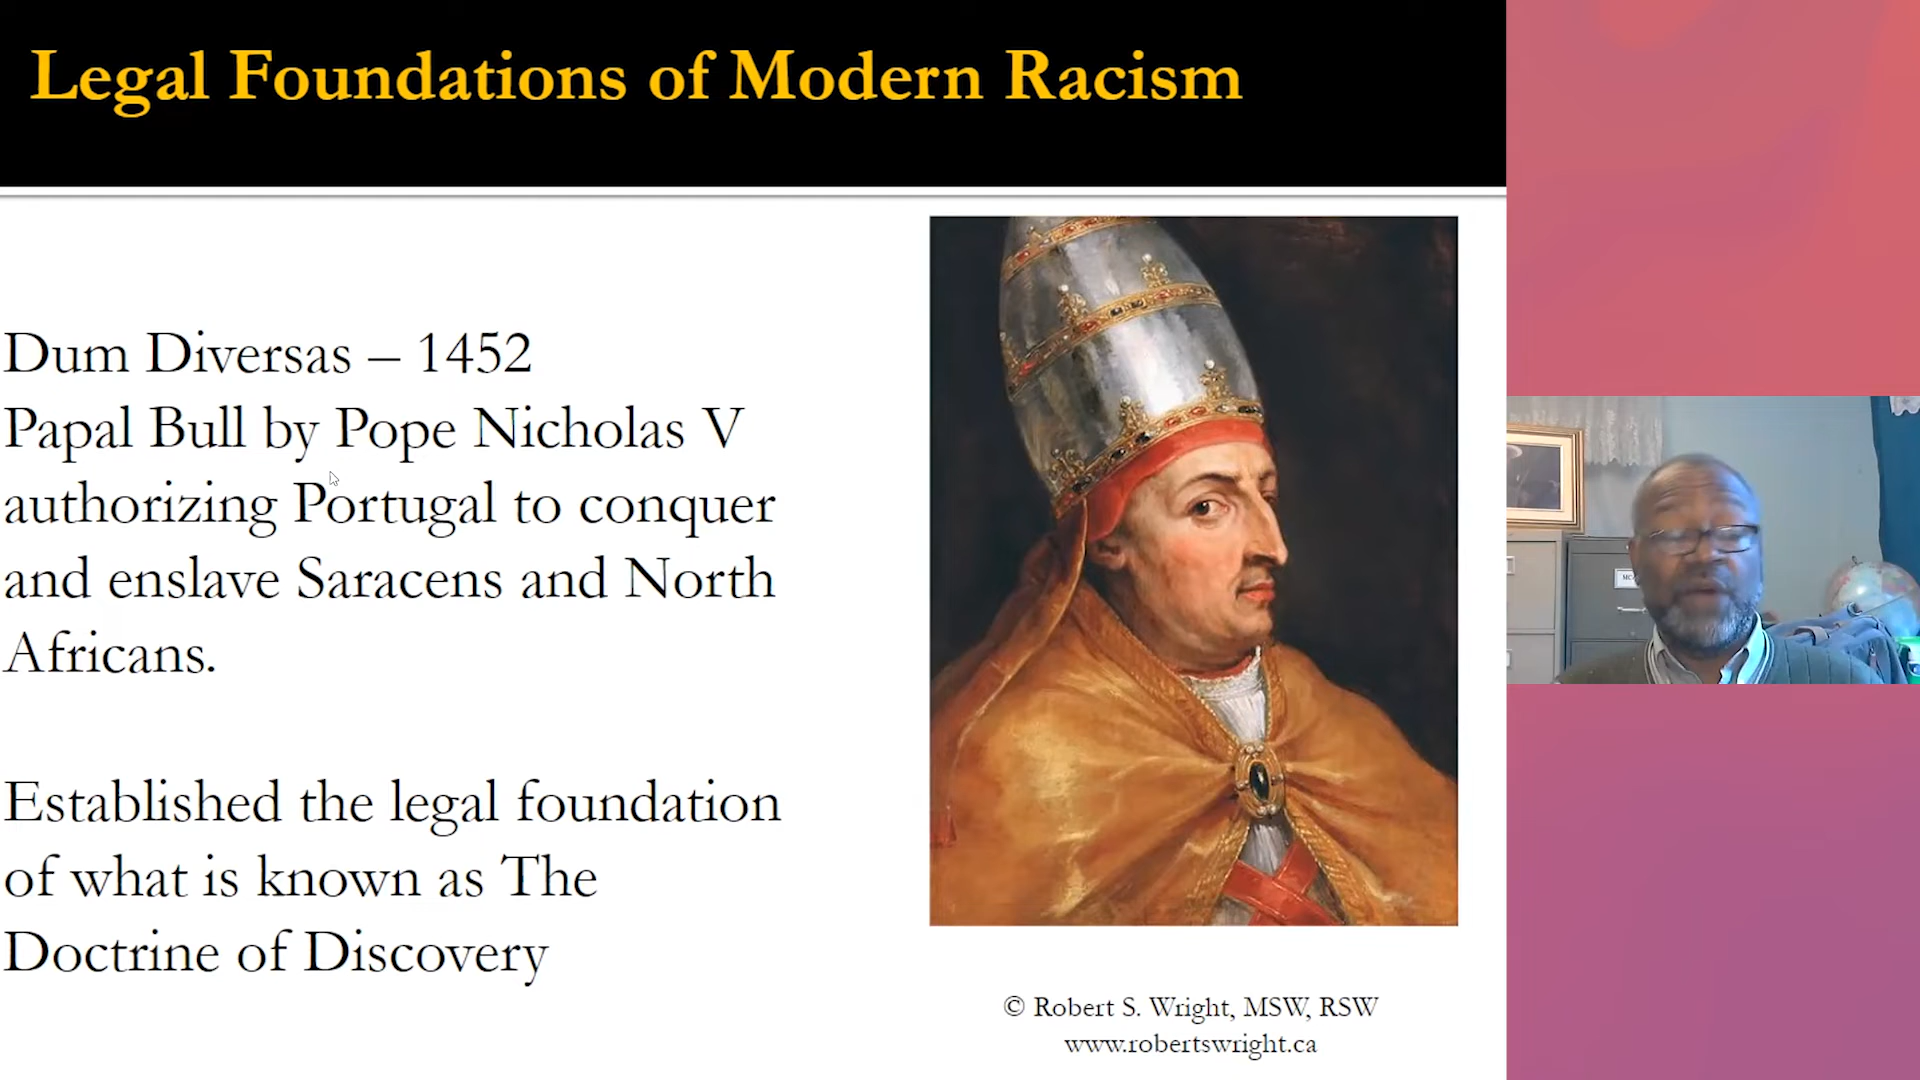 Legal Foundations of Modern Racism
Dum Diversas – 1452
Papal Bull by Pope Nicholas V
authorizing Portugal to conquer
and enslave Saracens and North
Africans.
Established the legal foundation
of what is known as The
Doctrine of Discovery
© Robert S. Wright, MSW, RSW
www.robertswright.ca